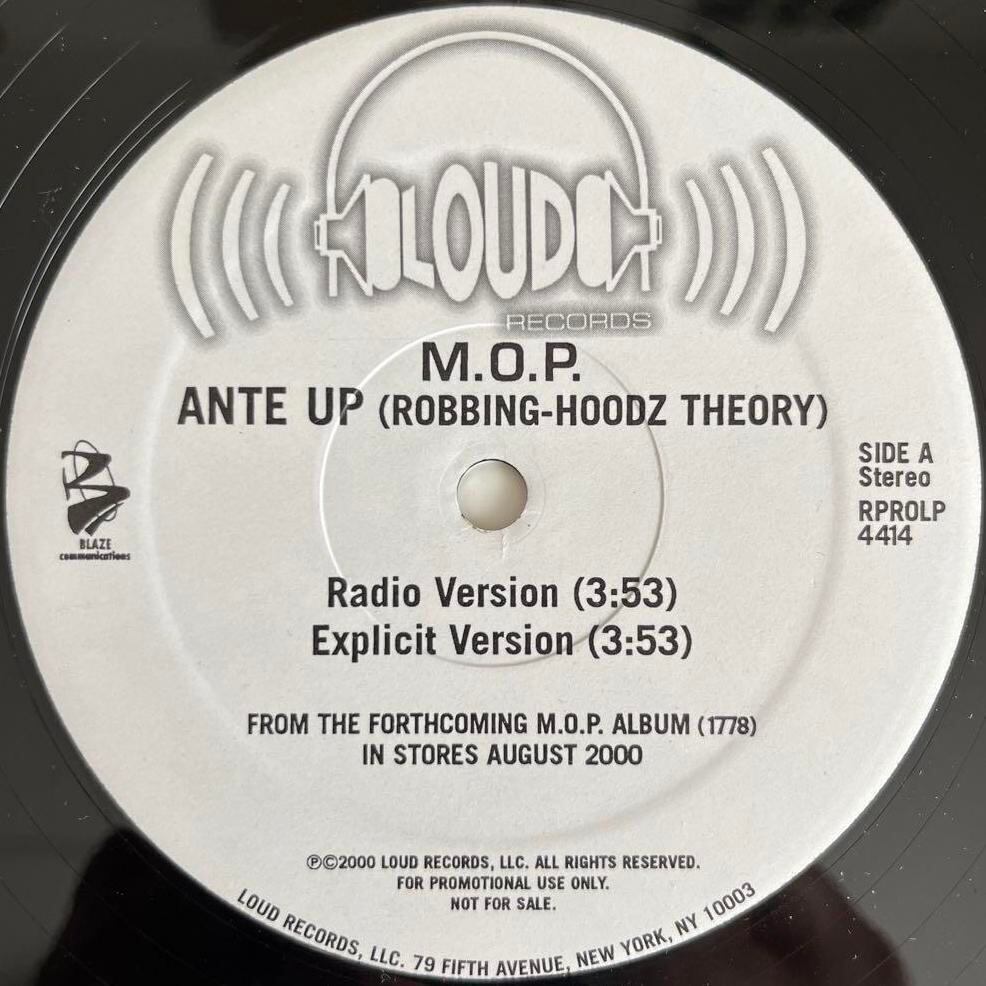 LOUD
RECORDS
M.O.P.
ANTE UP (ROBBING-HOODZ THEORY)
BLAZE
communications
SIDE A
Stereo
RPROLP
4414
Radio Version (3:53)
Explicit Version (3:53)
FROM THE FORTHCOMING M.O.P. ALBUM (1778)
IN STORES AUGUST 2000
℗©2000 LOUD RECORDS, LLC. ALL RIGHTS RESERVED.
FOR PROMOTIONAL USE ONLY.
NOT FOR SALE.
LOUD RECORDS, LLC. 79 FIFTH AVENUE, NEW YORK, NY 10003